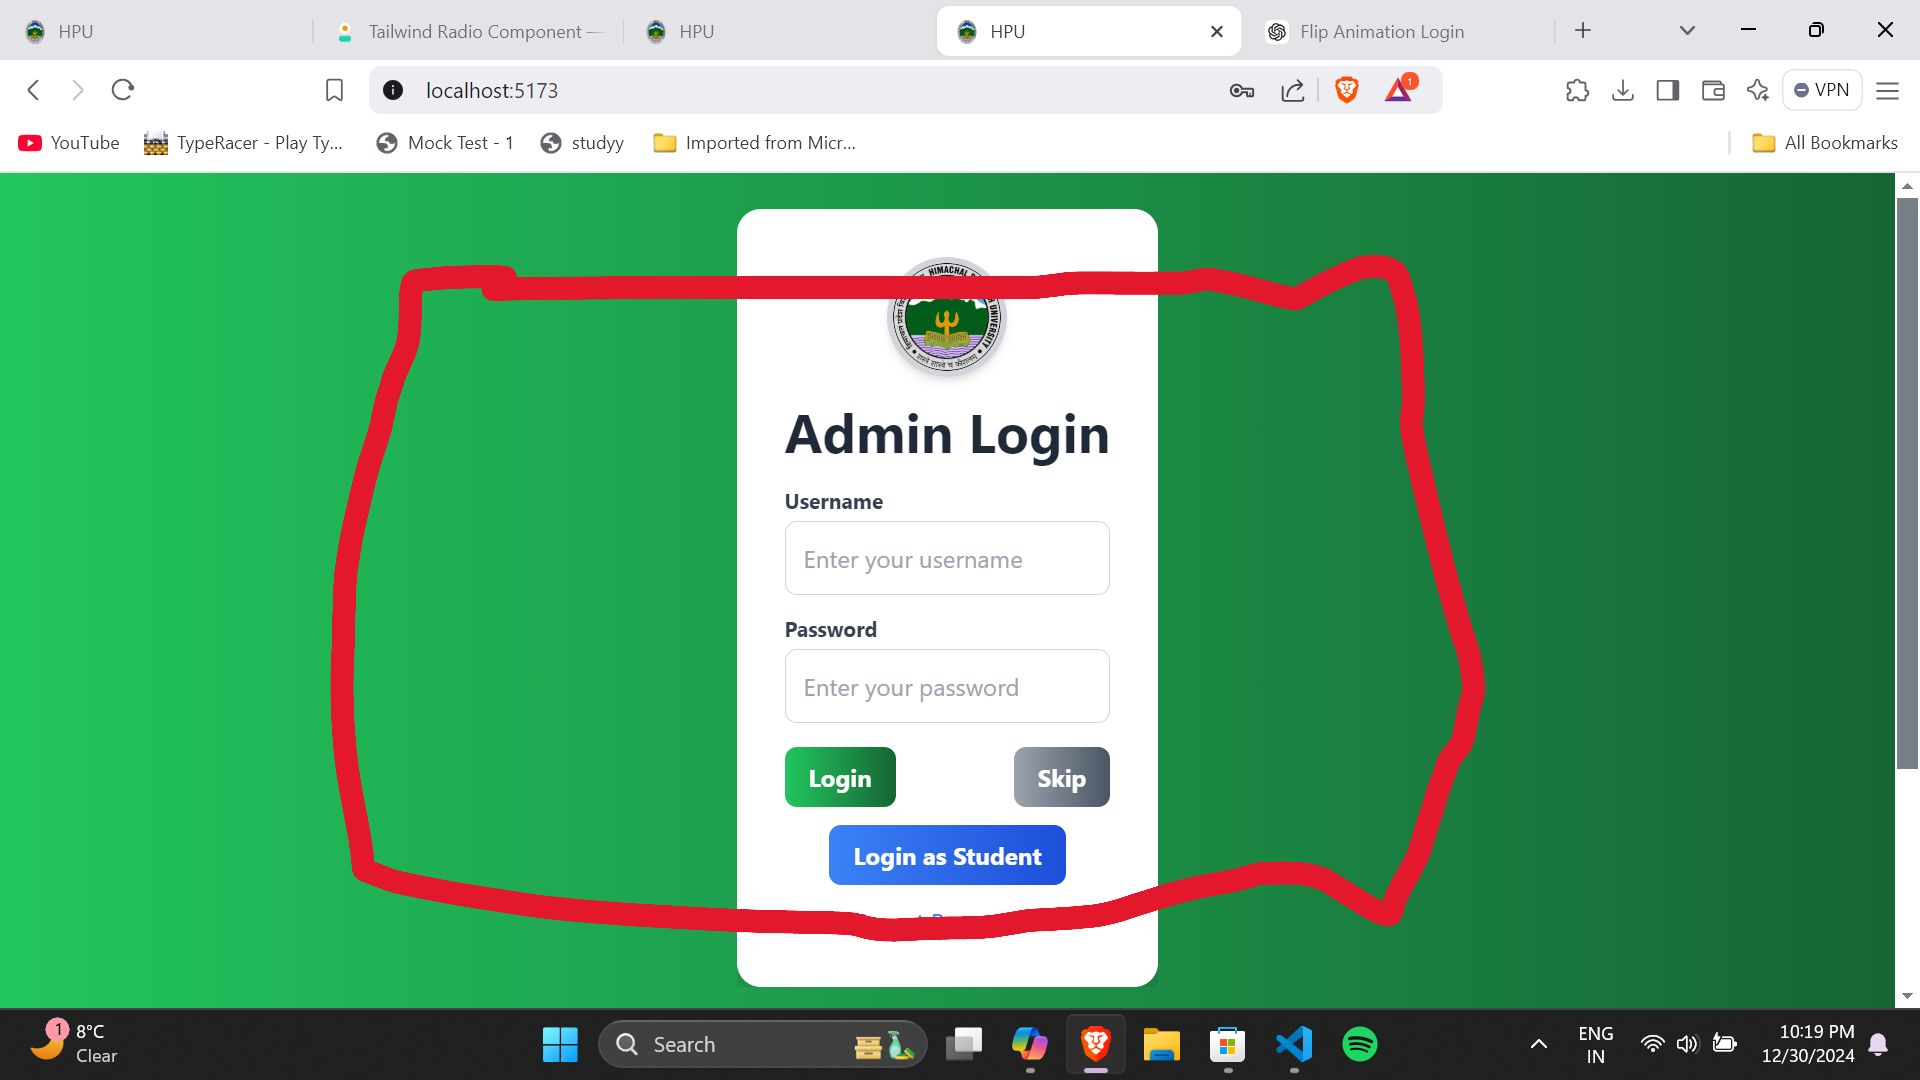 HPU
Tailwind Radio Component —
HPU
HPU
Flip Animation Login
localhost:5173
1
VPN
YouTube
TypeRacer - Play Ty...
Mock Test - 1
studyy
Imported from Micr...
All Bookmarks
Admin Login
Username
Enter your username
Password
Enter your password
Login
Skip
Login as Student
1
8°C
Clear
Search
ENG
IN
10:19 PM
12/30/2024